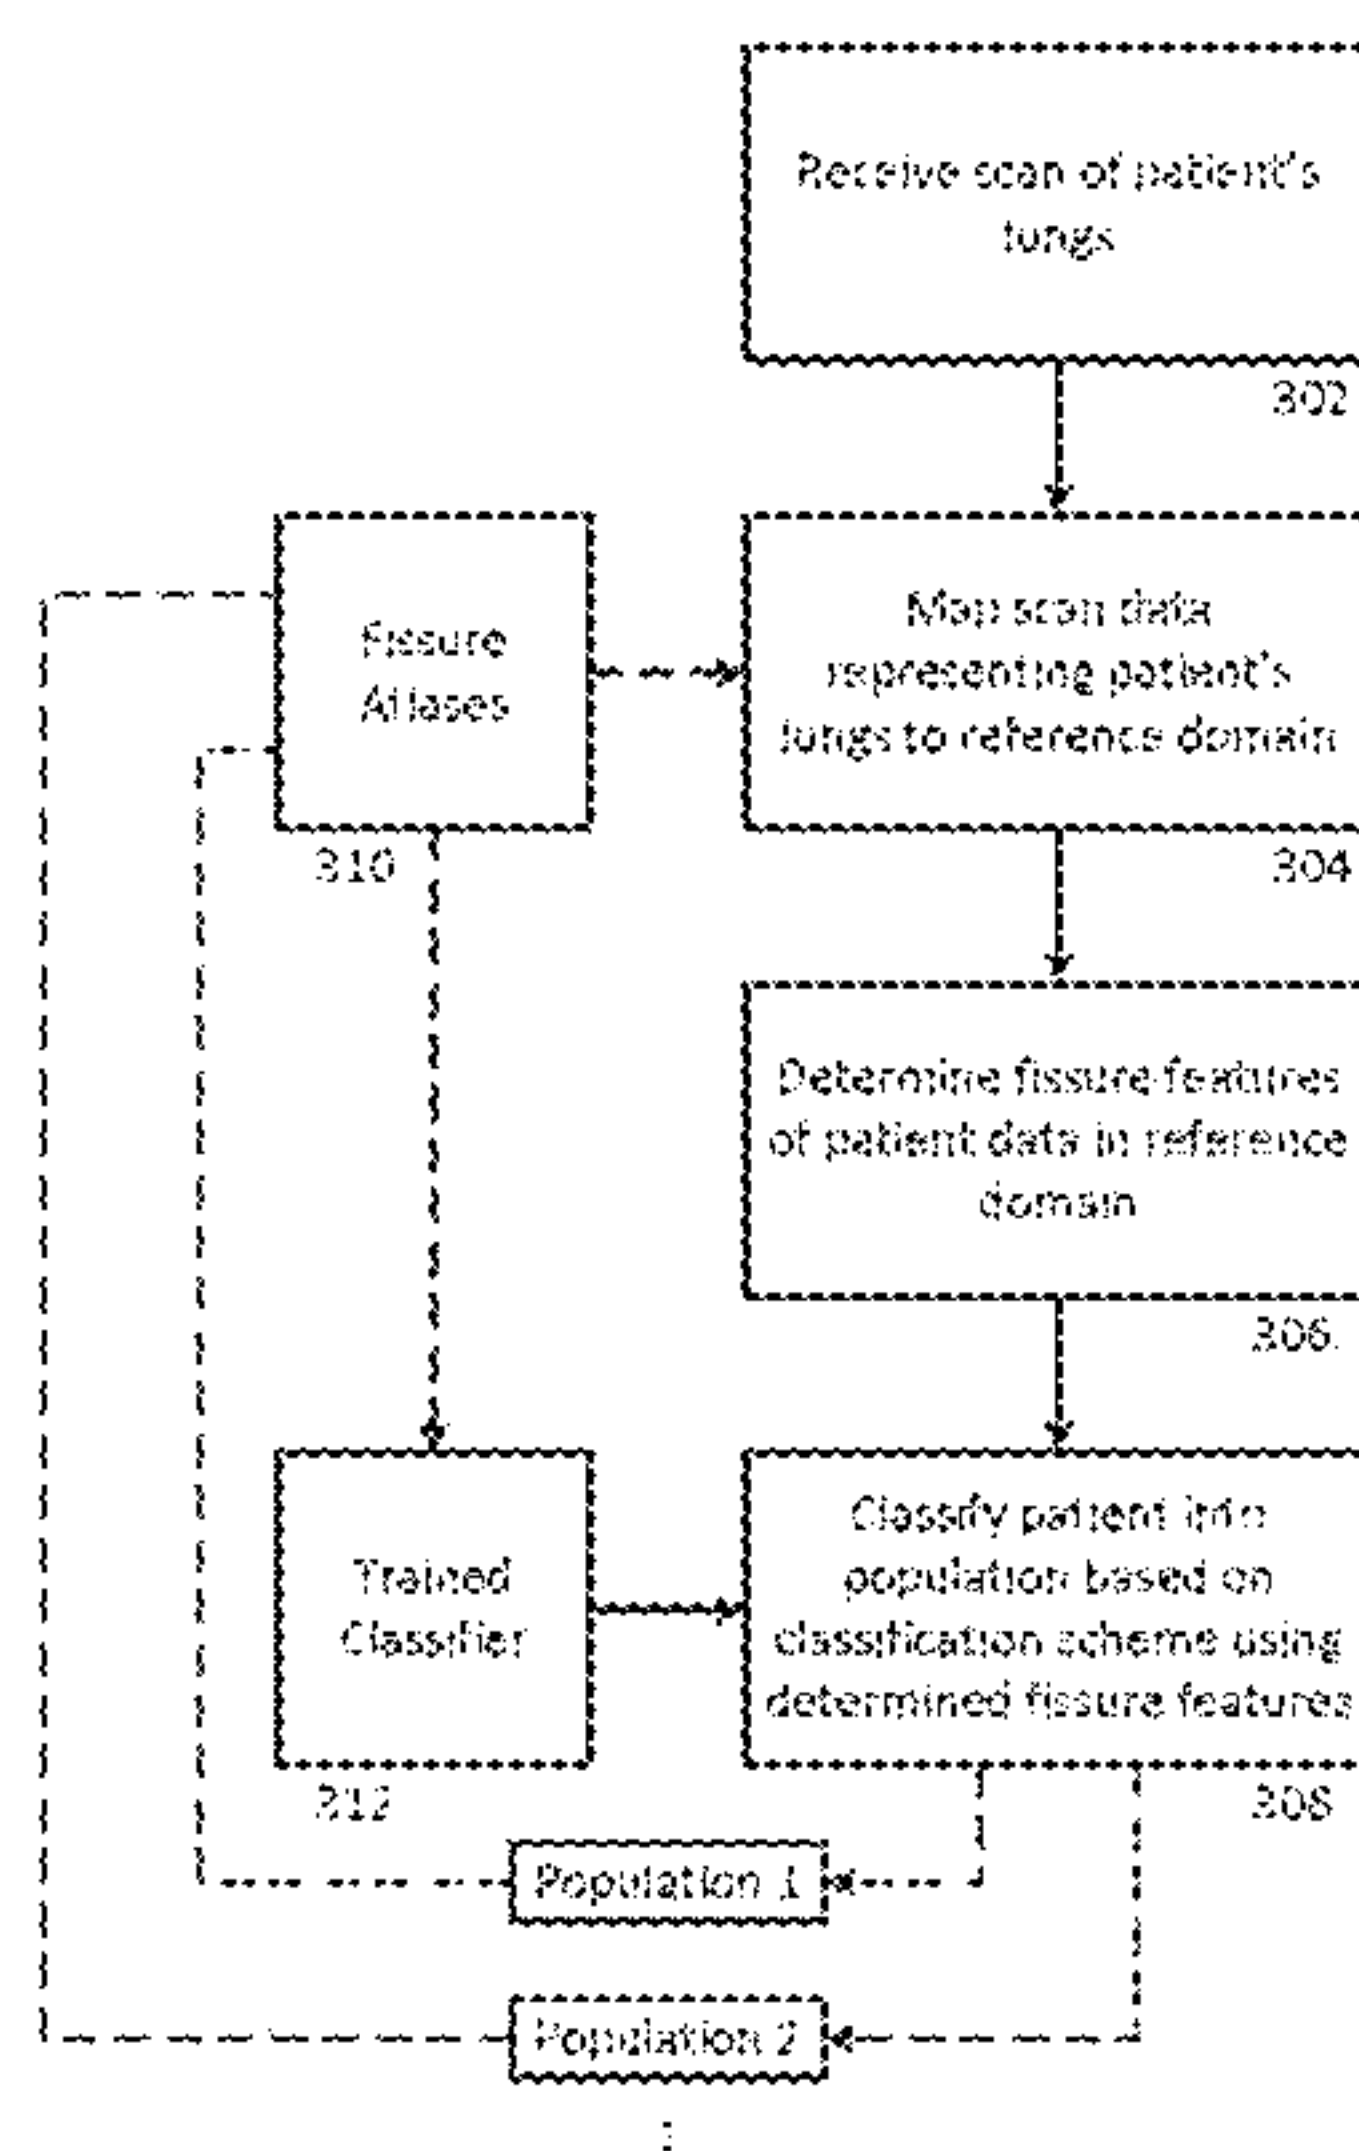 Receive scan of patient's
lungs
302
Fissure
Atlases
310
Map scan data
representing patient's
lungs to reference domain
304
Determine fissure features
of patient data in reference
domain
306
Trained
Classifier
312
Classify patient into
population based on
classification scheme using
determined fissure features
308
Population 1
Population 2